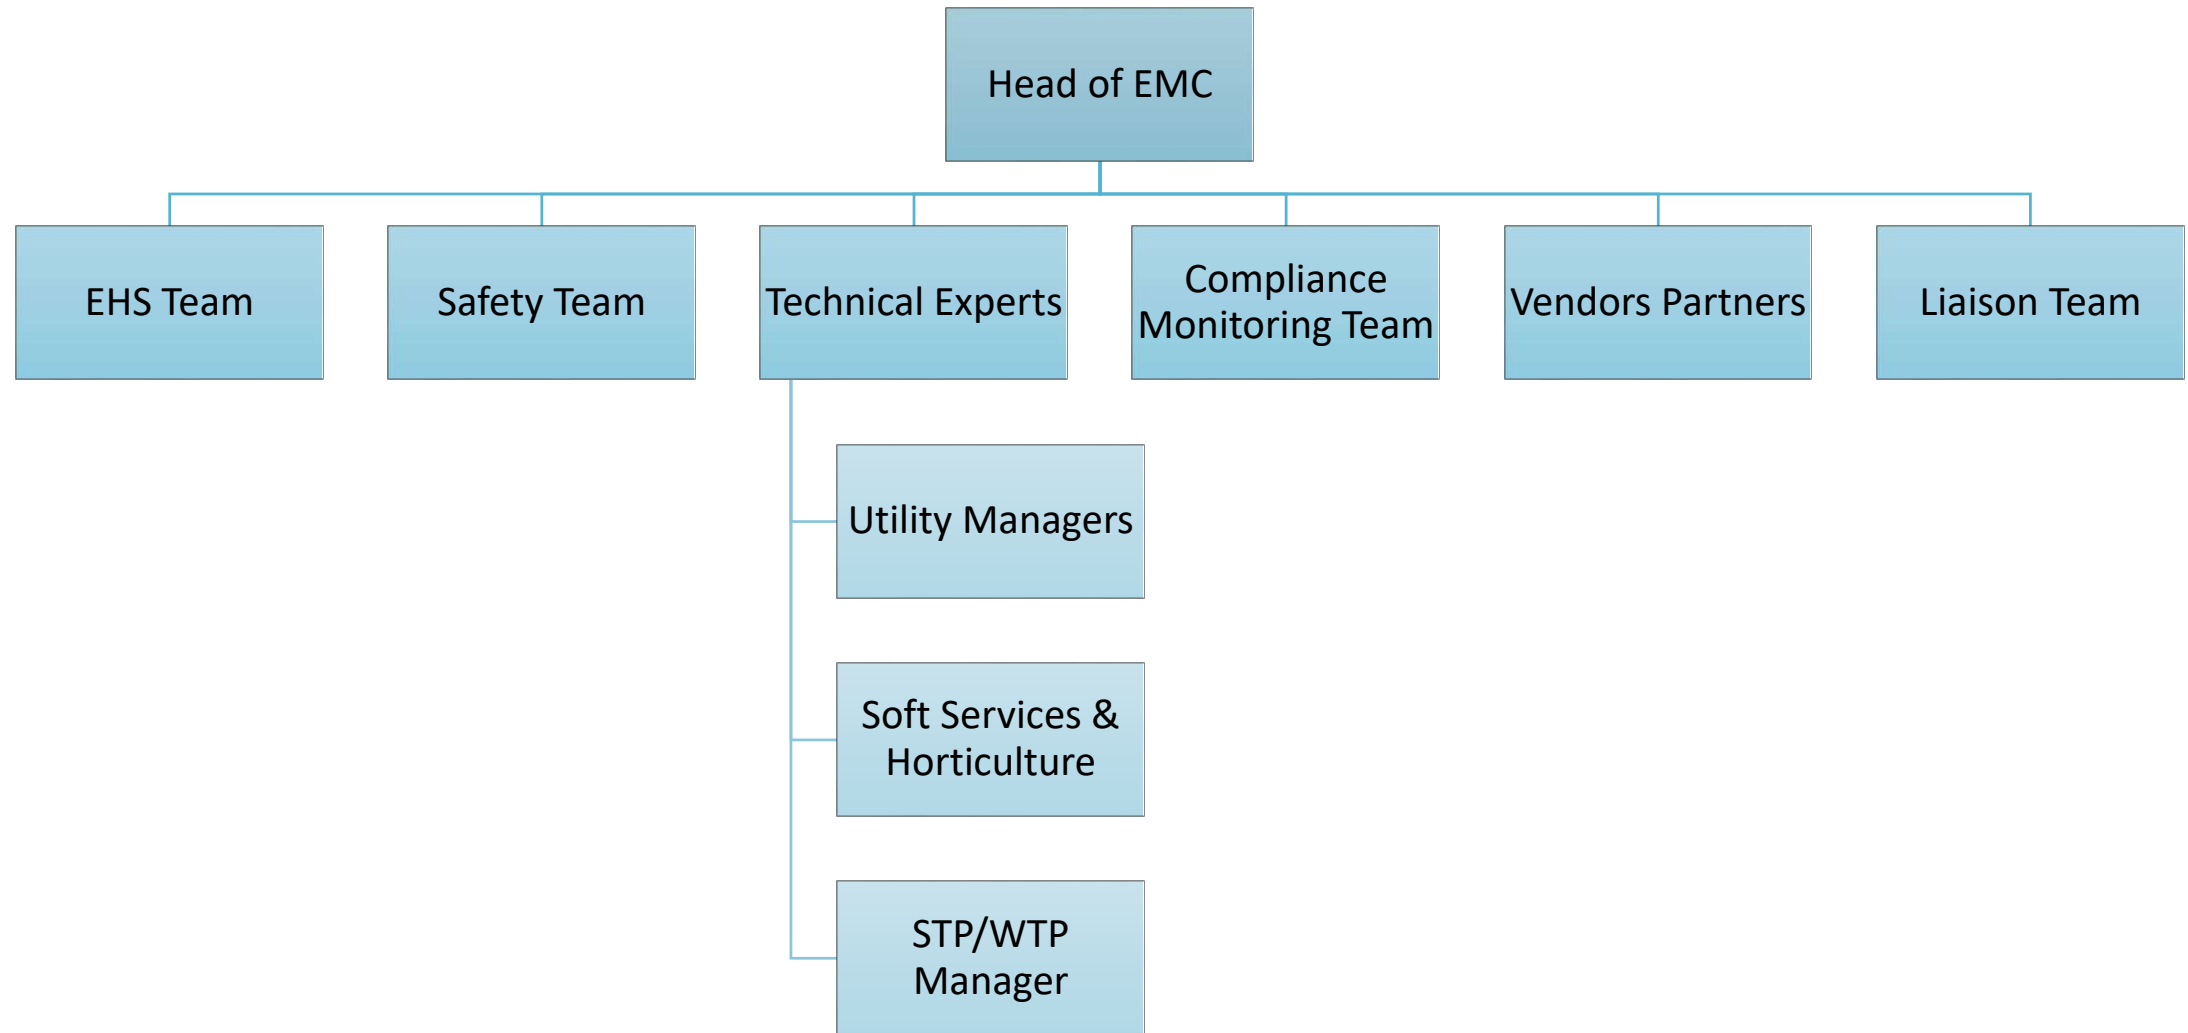 Head of EMC
EHS Team
Safety Team
Technical Experts
Compliance
Monitoring Team
Vendors Partners
Liaison Team
Utility Managers
Soft Services &
Horticulture
STP/WTP
Manager